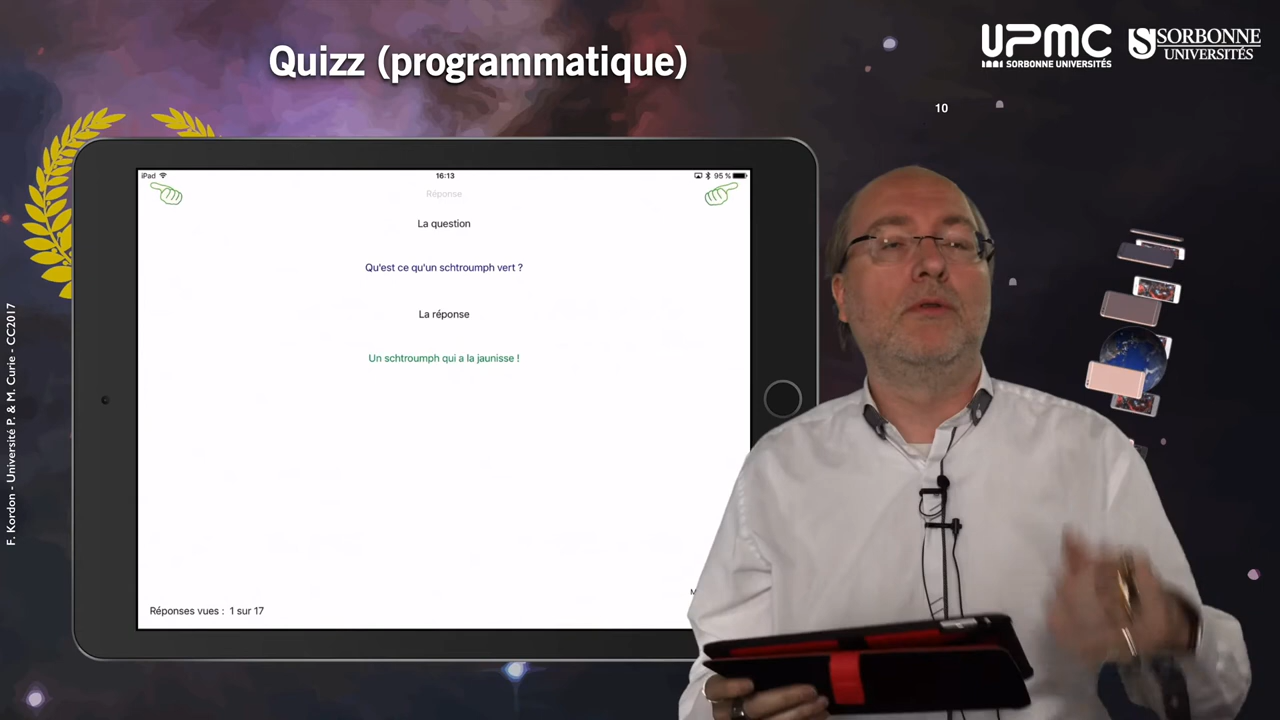 Quizz (programmatique)
UPMC
SORBONNE UNIVERSITÉS
SORBONNE
UNIVERSITÉS
10
iPad
16:13
95 %
Réponse
La question
Qu'est ce qu'un schtroumph vert ?
La réponse
Un schtroumph qui a la jaunisse !
Réponses vues : 1 sur 17
F. Kordon - Université P. & M. Curie - CC2017